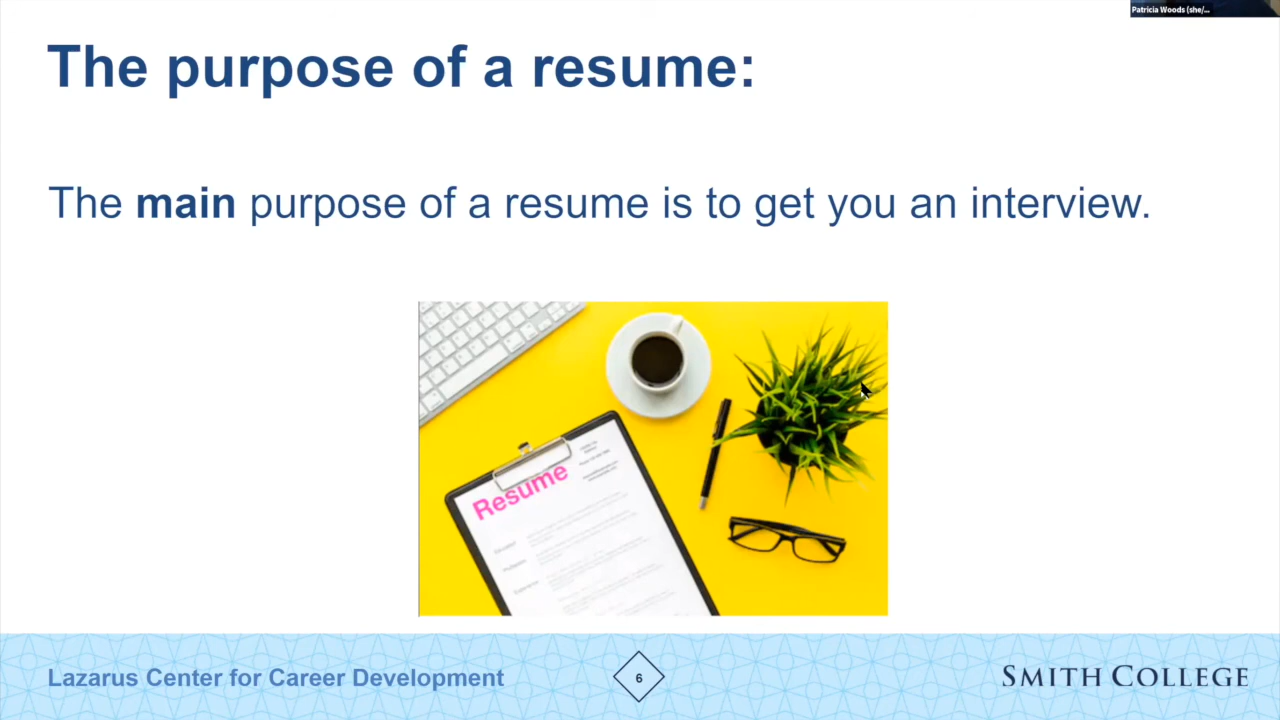 Patricia Woods (she/...
The purpose of a resume:
The main purpose of a resume is to get you an interview.
Resume
Lazarus Center for Career Development
6
SMITH COLLEGE